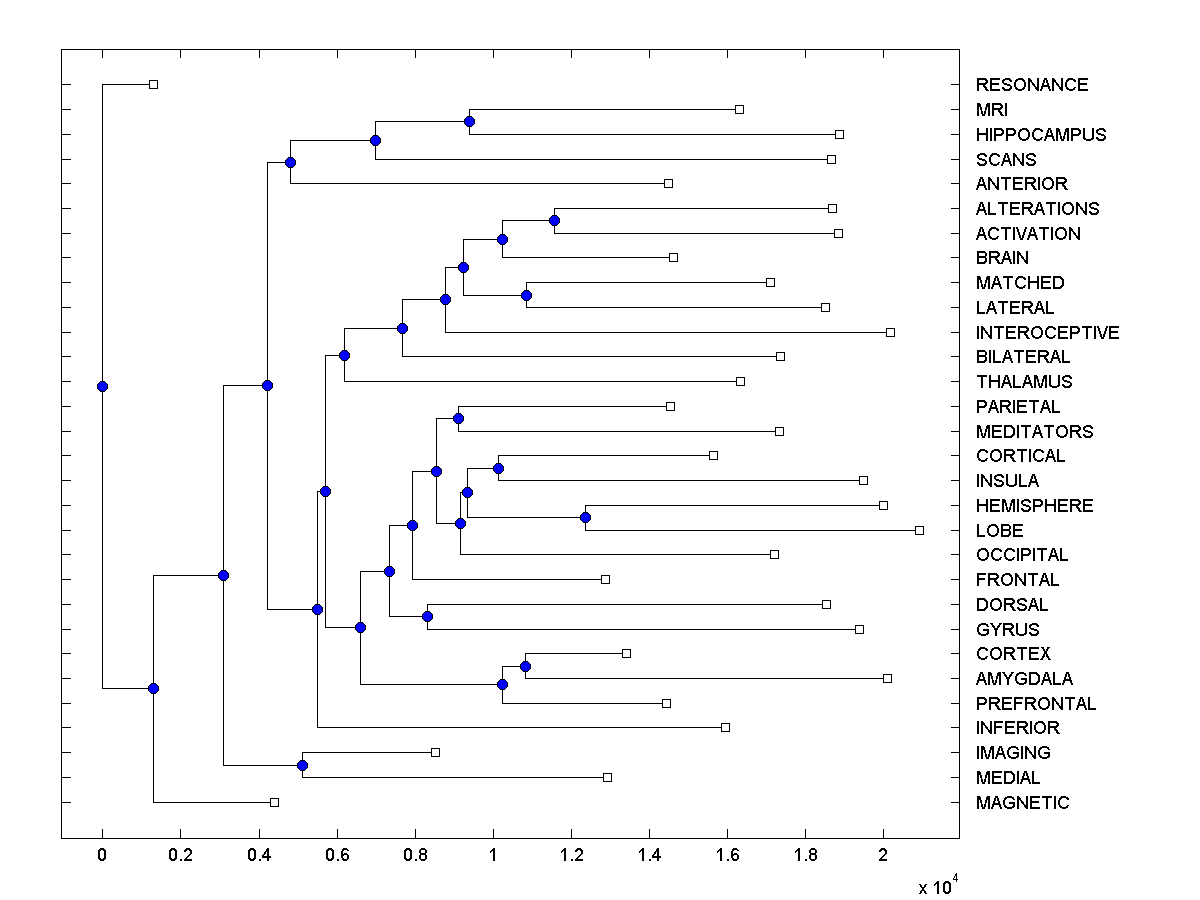 RESONANCE
MRI
HIPPOCAMPUS
SCANS
ANTERIOR
ALTERATIONS
ACTIVATION
BRAIN
MATCHED
LATERAL
INTEROCEPTIVE
BILATERAL
THALAMUS
PARIETAL
MEDITATORS
CORTICAL
INSULA
HEMISPHERE
LOBE
OCCIPITAL
FRONTAL
DORSAL
GYRUS
CORTEX
AMYGDALA
PREFRONTAL
INFERIOR
IMAGING
MEDIAL
MAGNETIC
0 0.2 0.4 0.6 0.8 1 1.2 1.4 1.6 1.8 2
x 10^4